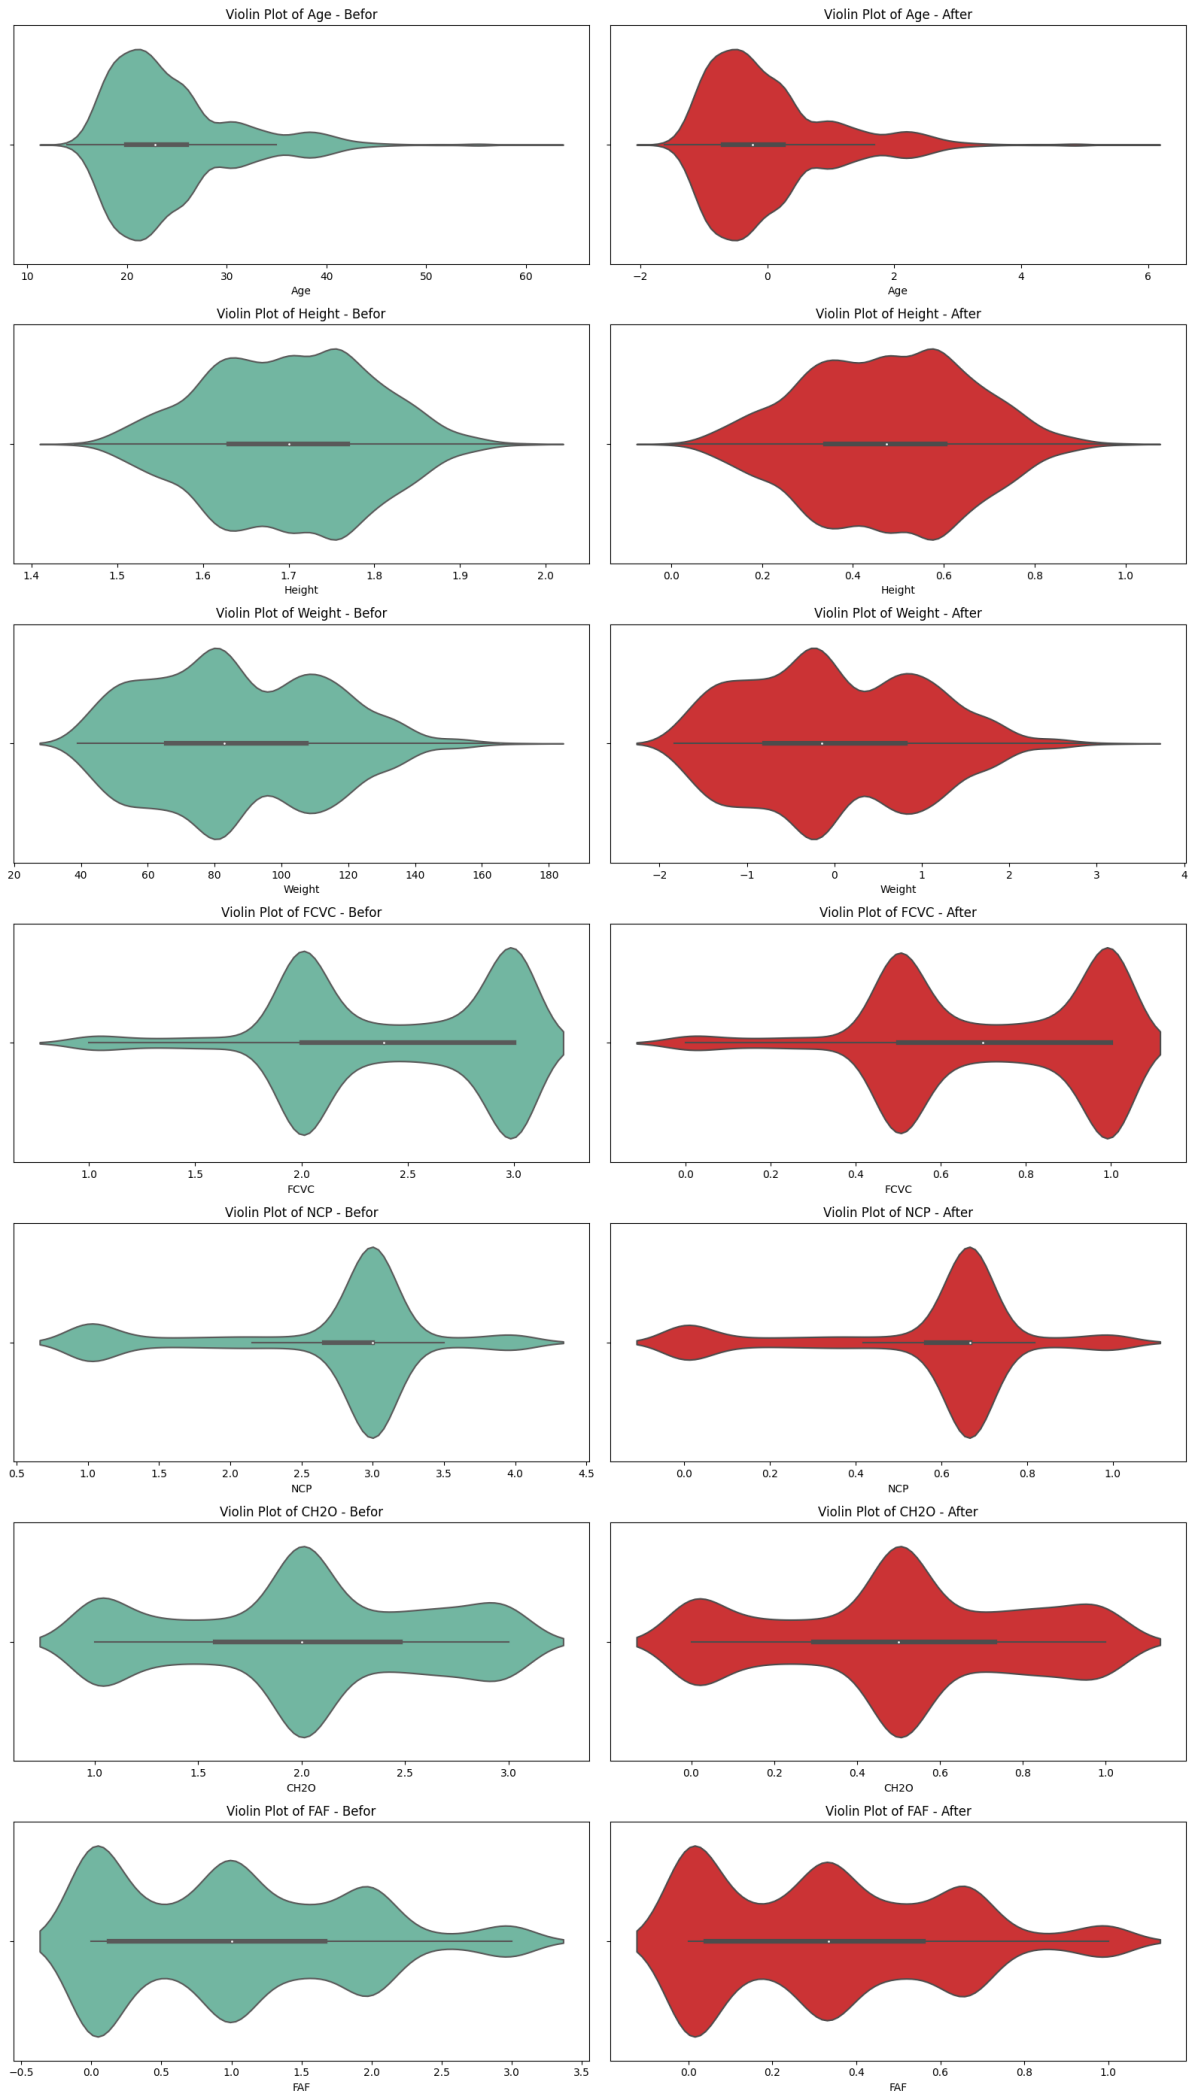 Violin Plot of Age - Befor
Violin Plot of Age - After
10 20 30 40 50 60
−2 0 2 4 6
Age
Age
Violin Plot of Height - Befor
Violin Plot of Height - After
1.4 1.5 1.6 1.7 1.8 1.9 2.0
0.0 0.2 0.4 0.6 0.8 1.0
Height
Height
Violin Plot of Weight - Befor
Violin Plot of Weight - After
20 40 60 80 100 120 140 160 180
−2 −1 0 1 2 3 4
Weight
Weight
Violin Plot of FCVC - Befor
Violin Plot of FCVC - After
1.0 1.5 2.0 2.5 3.0
0.0 0.2 0.4 0.6 0.8 1.0
FCVC
FCVC
Violin Plot of NCP - Befor
Violin Plot of NCP - After
0.5 1.0 1.5 2.0 2.5 3.0 3.5 4.0 4.5
0.0 0.2 0.4 0.6 0.8 1.0
NCP
NCP
Violin Plot of CH2O - Befor
Violin Plot of CH2O - After
1.0 1.5 2.0 2.5 3.0
0.0 0.2 0.4 0.6 0.8 1.0
CH2O
CH2O
Violin Plot of FAF - Befor
Violin Plot of FAF - After
−0.5 0.0 0.5 1.0 1.5 2.0 2.5 3.0 3.5
0.0 0.2 0.4 0.6 0.8 1.0
FAF
FAF